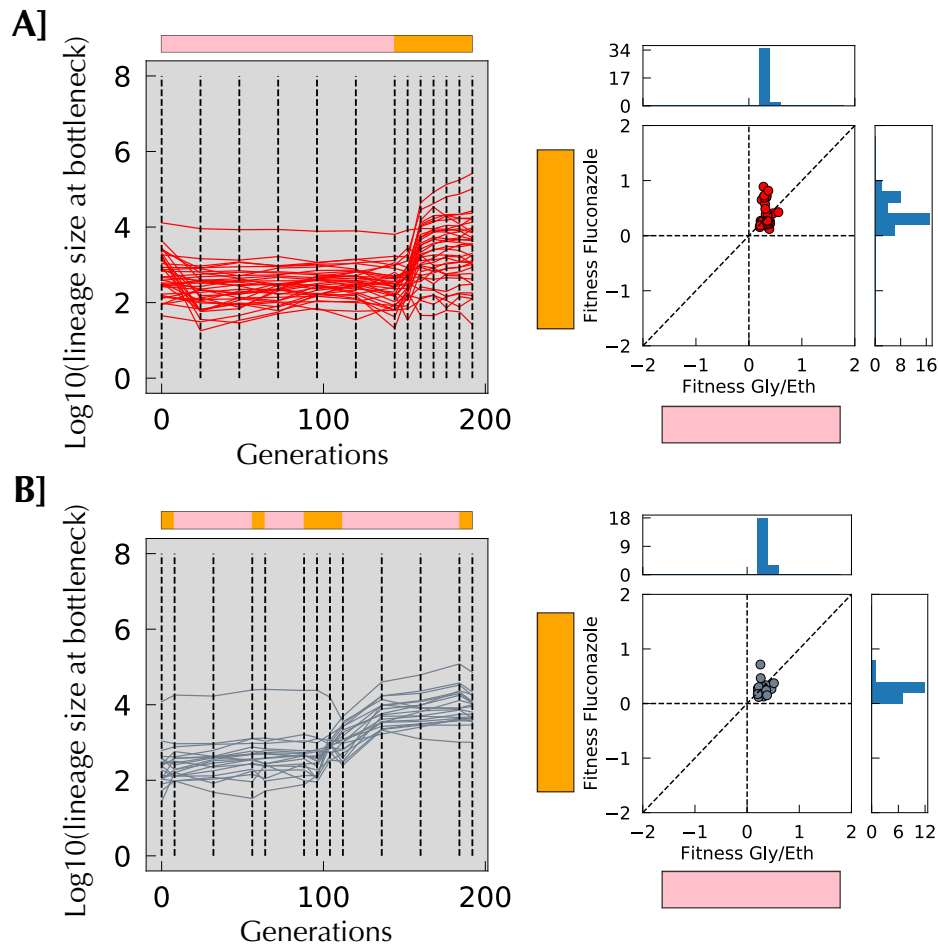 A]
Log10(lineage size at bottleneck)
8
6
4
2
0
0 100 200
Generations
34
17
0
Fitness Fluconazole
2
1
0
−1
−2
−2 −1 0 1 2
Fitness Gly/Eth
0 8 16
B]
Log10(lineage size at bottleneck)
8
6
4
2
0
0 100 200
Generations
18
9
0
Fitness Fluconazole
2
1
0
−1
−2
−2 −1 0 1 2
Fitness Gly/Eth
0 6 12